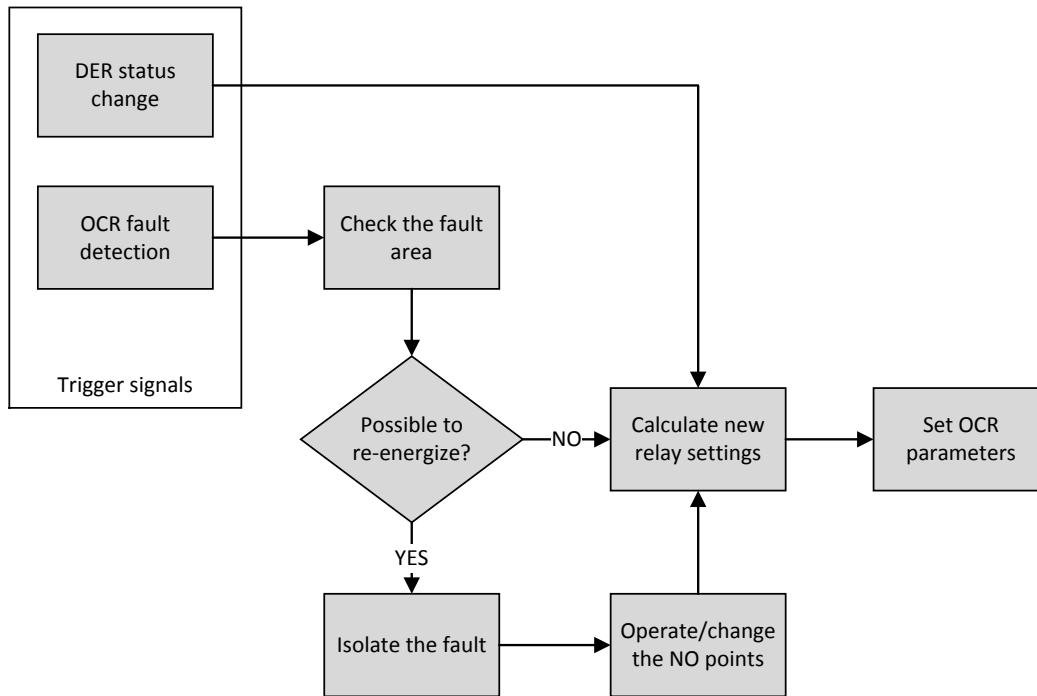 DER status
change
OCR fault
detection
Trigger signals
Check the fault
area
Possible to
re-energize?
NO
YES
Isolate the fault
Operate/change
the NO points
Calculate new
relay settings
Set OCR
parameters